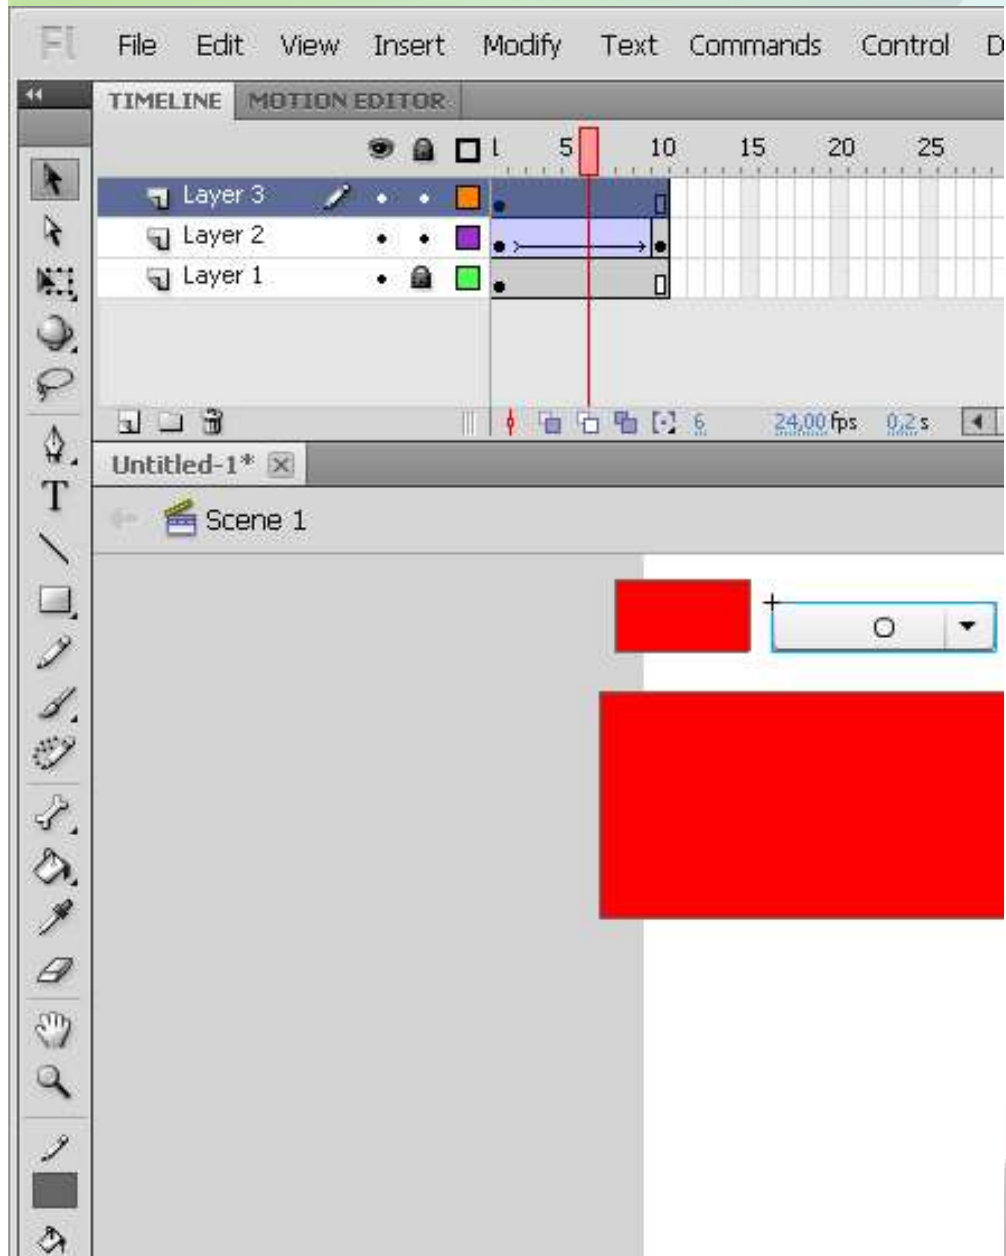 Fl File Edit View Insert Modify Text Commands Control D
TIMELINE MOTION EDITOR
1 5 10 15 20 25
Layer 3
Layer 2
Layer 1
6 24,00 fps 0,2 s
Untitled-1*
T
Scene 1
O